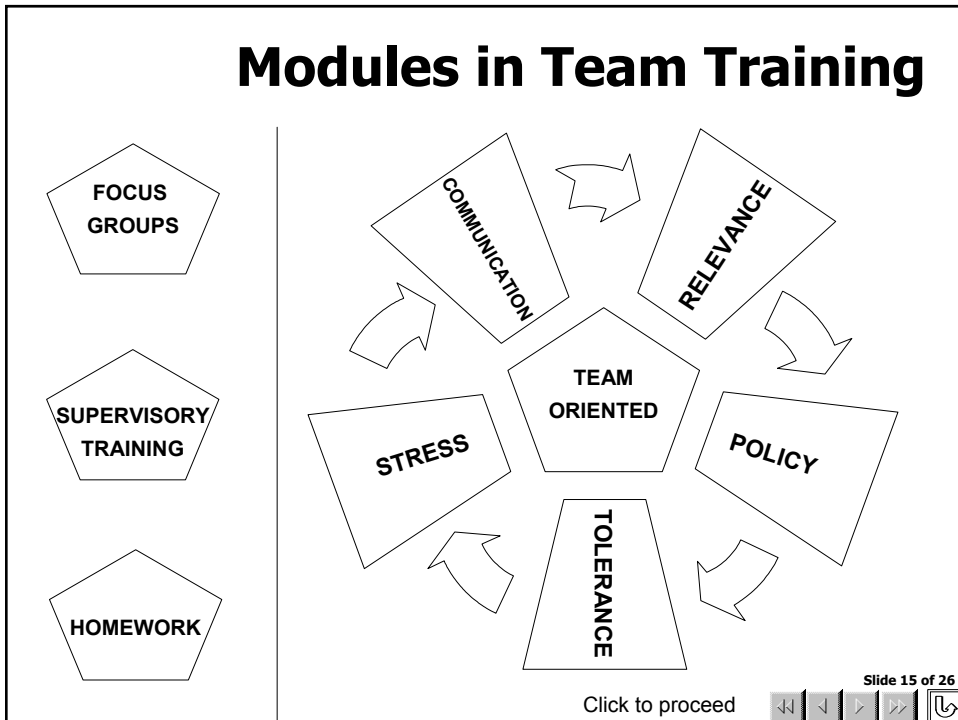 Modules in Team Training
FOCUS
GROUPS
SUPERVISORY
TRAINING
HOMEWORK
COMMUNICATION
RELEVANCE
POLICY
TOLERANCE
STRESS
TEAM
ORIENTED
Slide 15 of 26
Click to proceed